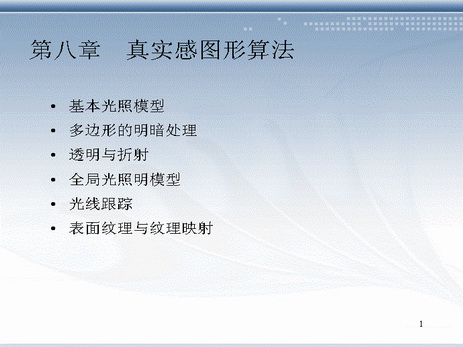 第八章 真实感图形算法
• 基本光照模型
• 多边形的明暗处理
• 透明与折射
• 全局光照明模型
• 光线跟踪
• 表面纹理与纹理映射
1